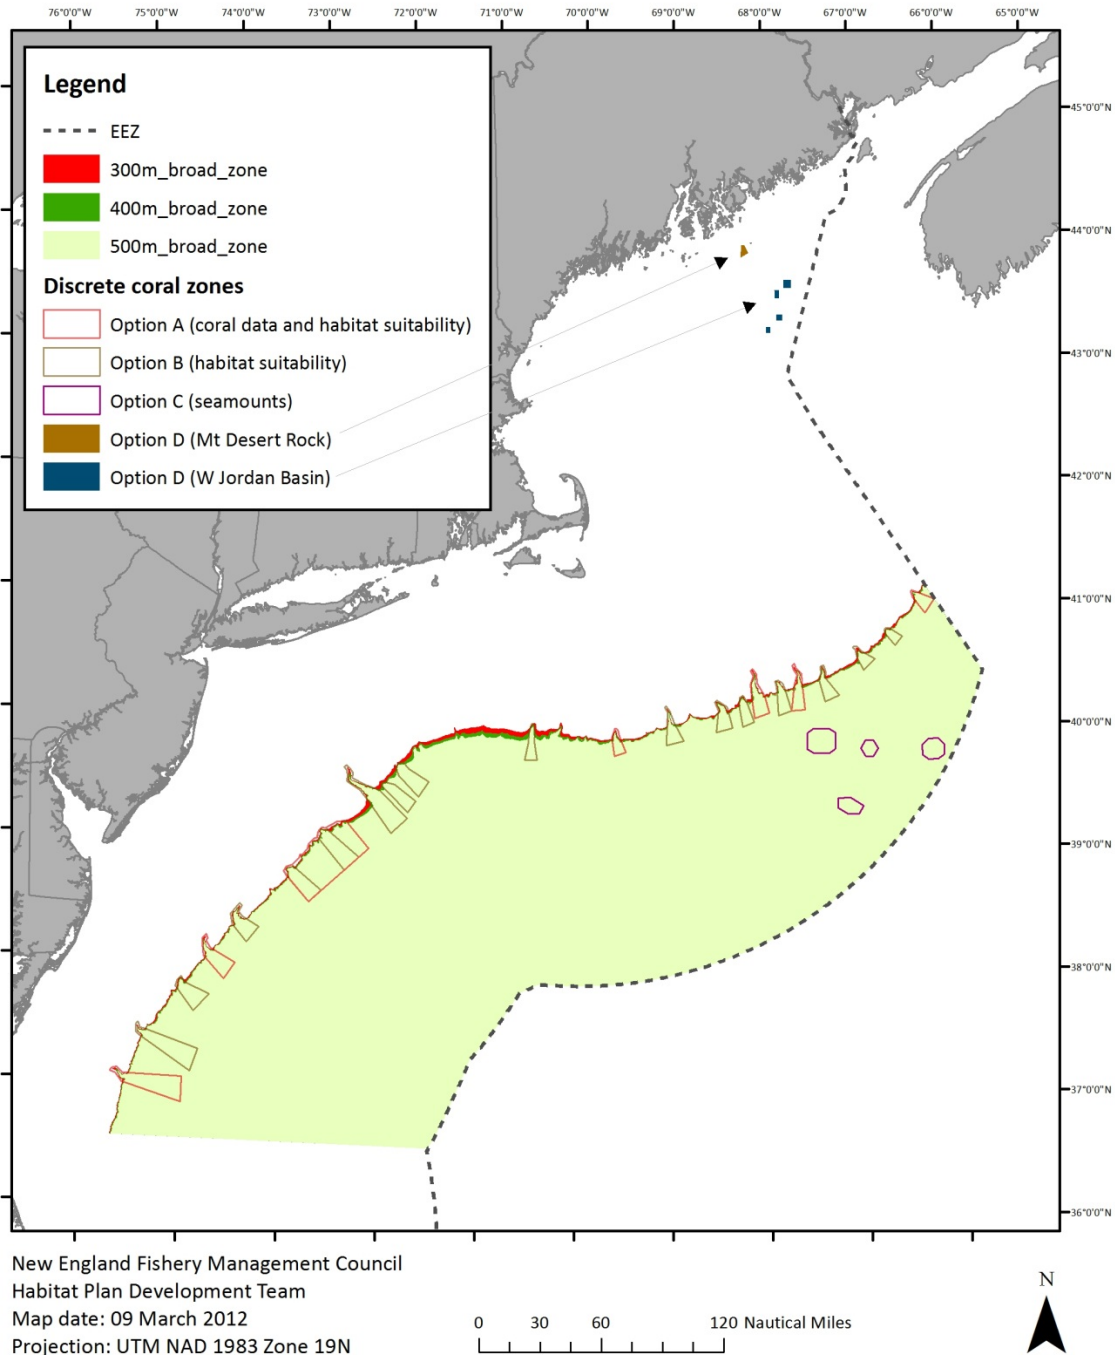 76°0'0"W 75°0'0"W 74°0'0"W 73°0'0"W 72°0'0"W 71°0'0"W 70°0'0"W 69°0'0"W 68°0'0"W 67°0'0"W 66°0'0"W 65°0'0"W
Legend
EEZ
300m_broad_zone
400m_broad_zone
500m_broad_zone
Discrete coral zones
Option A (coral data and habitat suitability)
Option B (habitat suitability)
Option C (seamounts)
Option D (Mt Desert Rock)
Option D (W Jordan Basin)
45°0'0"N
44°0'0"N
43°0'0"N
42°0'0"N
41°0'0"N
40°0'0"N
39°0'0"N
38°0'0"N
37°0'0"N
36°0'0"N
New England Fishery Management Council
Habitat Plan Development Team
Map date: 09 March 2012
Projection: UTM NAD 1983 Zone 19N
0 30 60 120 Nautical Miles
N